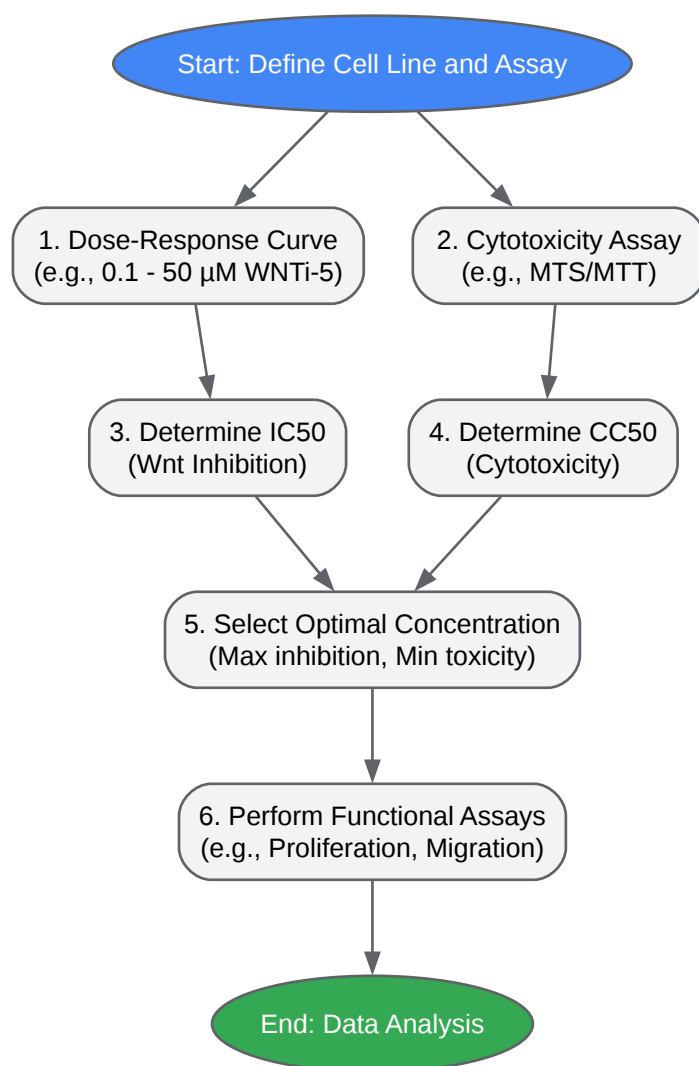 Start: Define Cell Line and Assay
1. Dose-Response Curve
(e.g., 0.1 - 50 µM WNTi-5)
2. Cytotoxicity Assay
(e.g., MTS/MTT)
3. Determine IC50
(Wnt Inhibition)
4. Determine CC50
(Cytotoxicity)
5. Select Optimal Concentration
(Max inhibition, Min toxicity)
6. Perform Functional Assays
(e.g., Proliferation, Migration)
End: Data Analysis